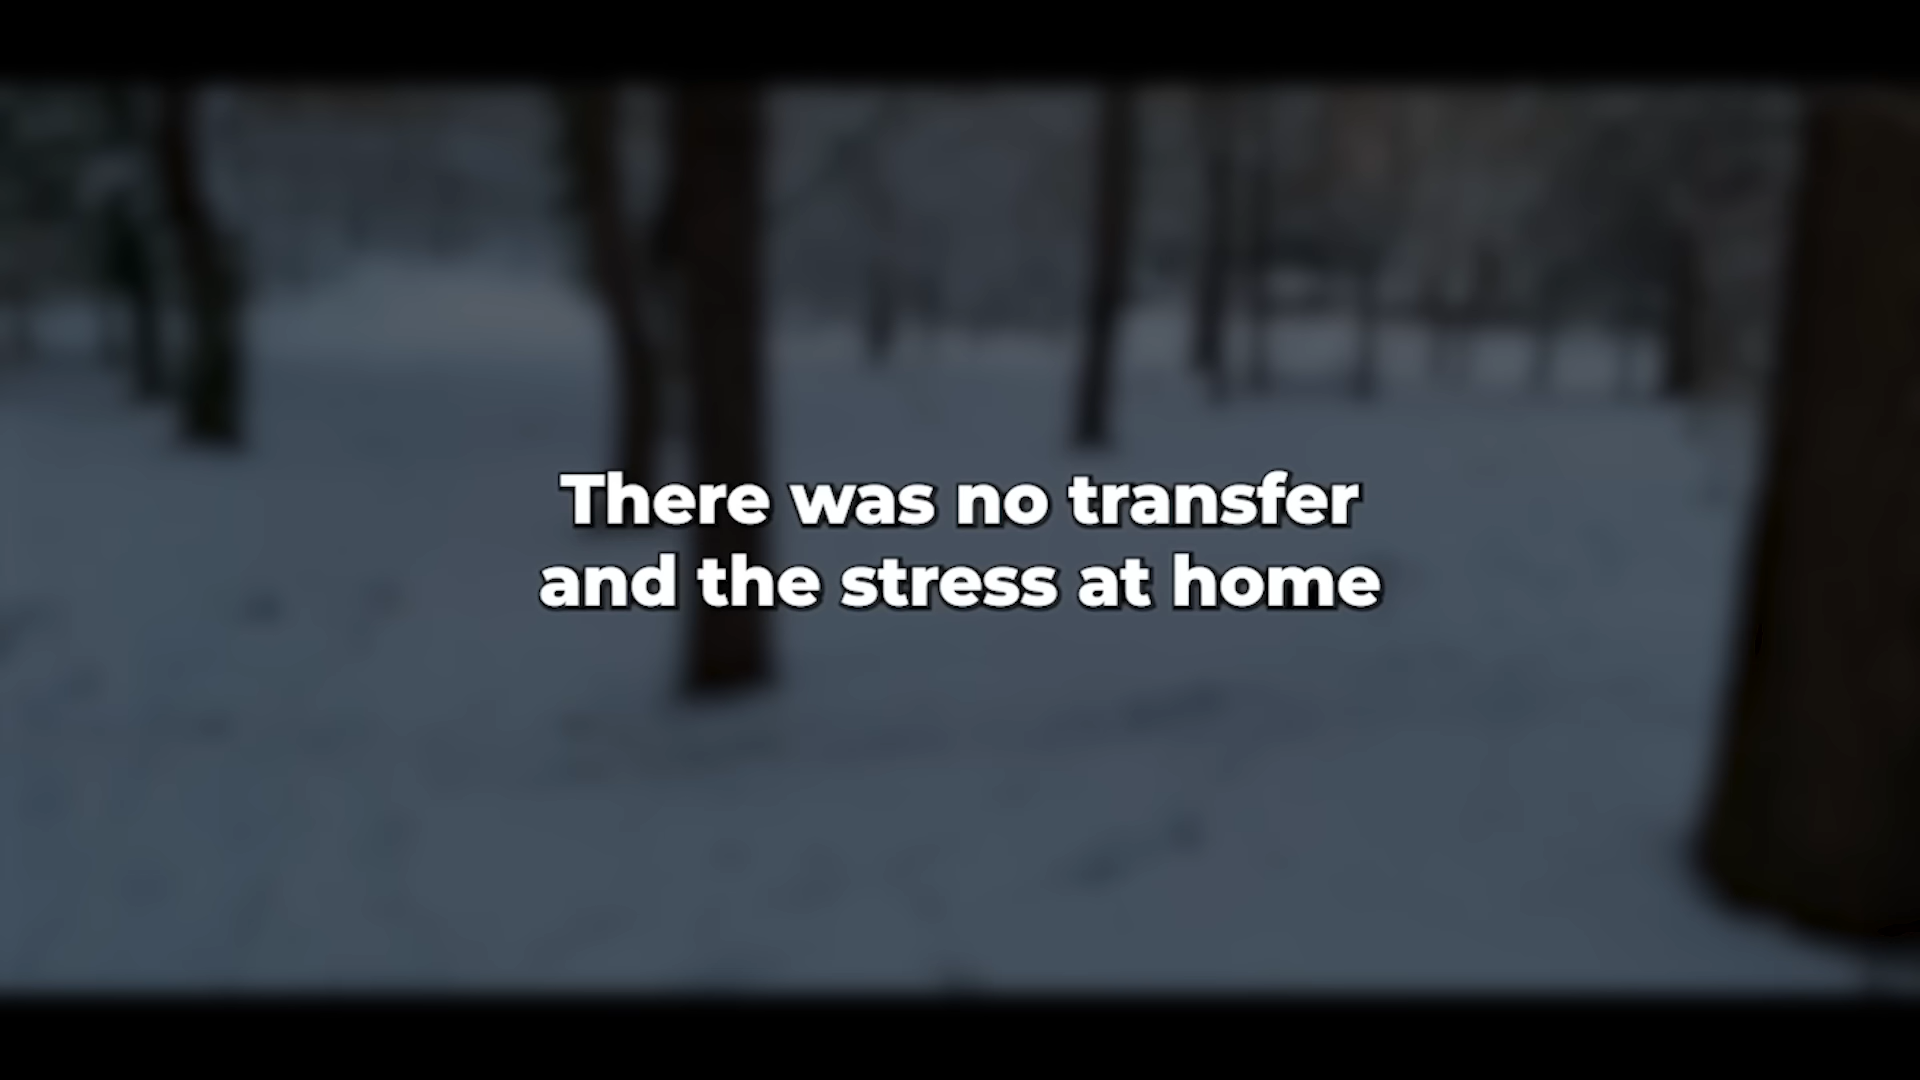 There was no transfer
and the stress at home